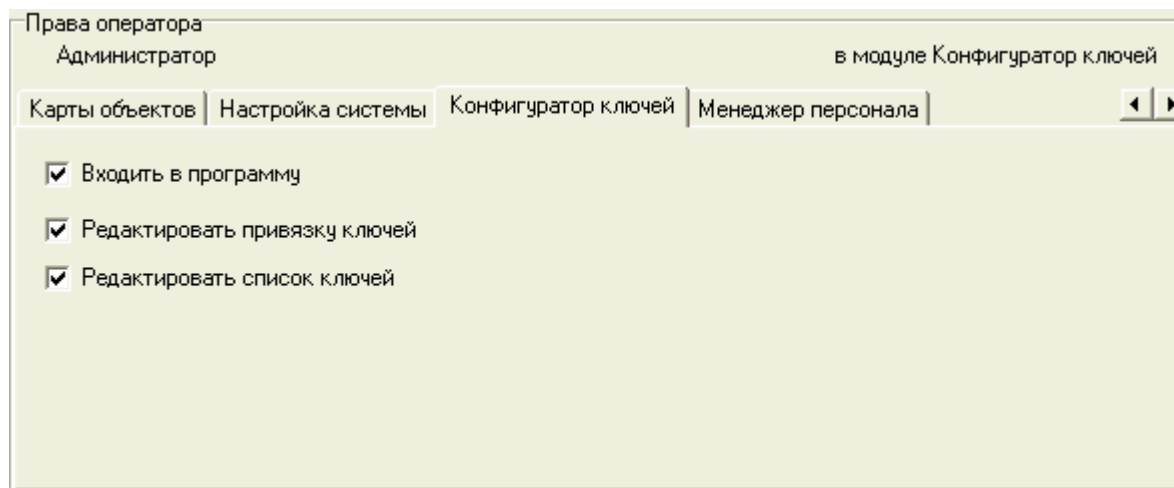 Права оператора
Администратор в модуле Конфигуратор ключей
Карты объектов Настройка системы Конфигуратор ключей Менеджер персонала
Входить в программу
Редактировать привязку ключей
Редактировать список ключей